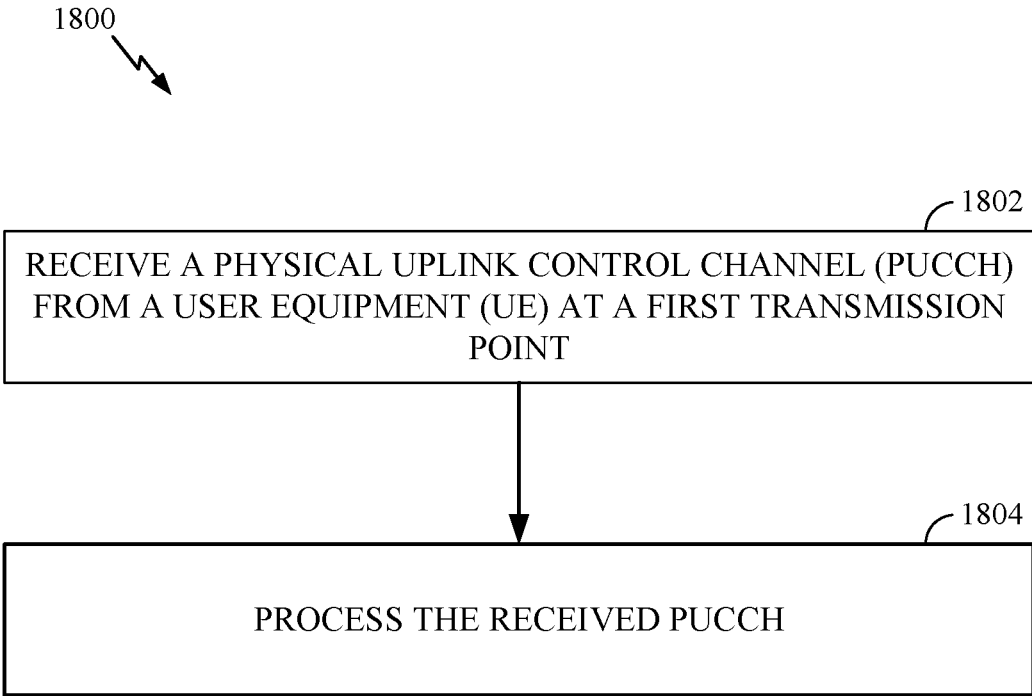 1800
1802
RECEIVE A PHYSICAL UPLINK CONTROL CHANNEL (PUCCH)
FROM A USER EQUIPMENT (UE) AT A FIRST TRANSMISSION
POINT
1804
PROCESS THE RECEIVED PUCCH